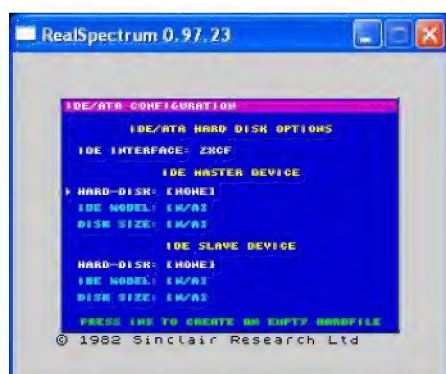 RealSpectrum 0.97.23
IDE/ATA CONFIGURATION
IDE/ATA HARD DISK OPTIONS
IDE INTERFACE: ZXCF
IDE MASTER DEVICE
HARD-DISK: [NONE]
IDE MODEL: [N/A]
DISK SIZE: [N/A]
IDE SLAVE DEVICE
HARD-DISK: [NONE]
IDE MODEL: [N/A]
DISK SIZE: [N/A]
PRESS INS TO CREATE AN EMPTY HARDFILE
© 1982 Sinclair Research Ltd